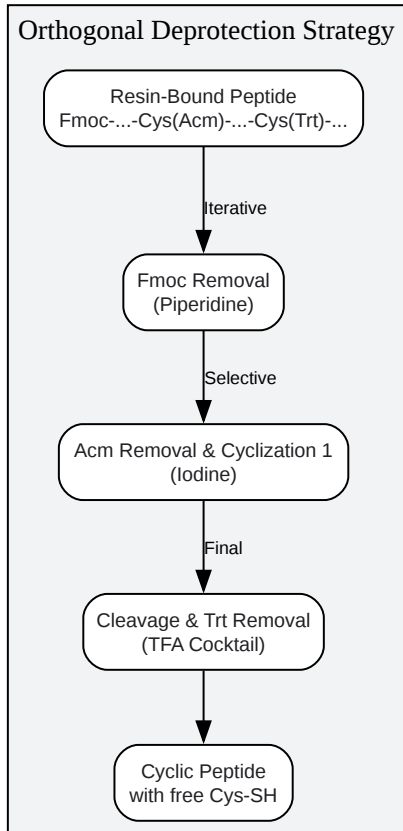 Orthogonal Deprotection Strategy
Resin-Bound Peptide
Fmoc-...-Cys(Acm)-...-Cys(Trt)-...
Iterative
Fmoc Removal
(Piperidine)
Selective
Acm Removal & Cyclization 1
(Iodine)
Final
Cleavage & Trt Removal
(TFA Cocktail)
Cyclic Peptide
with free Cys-SH